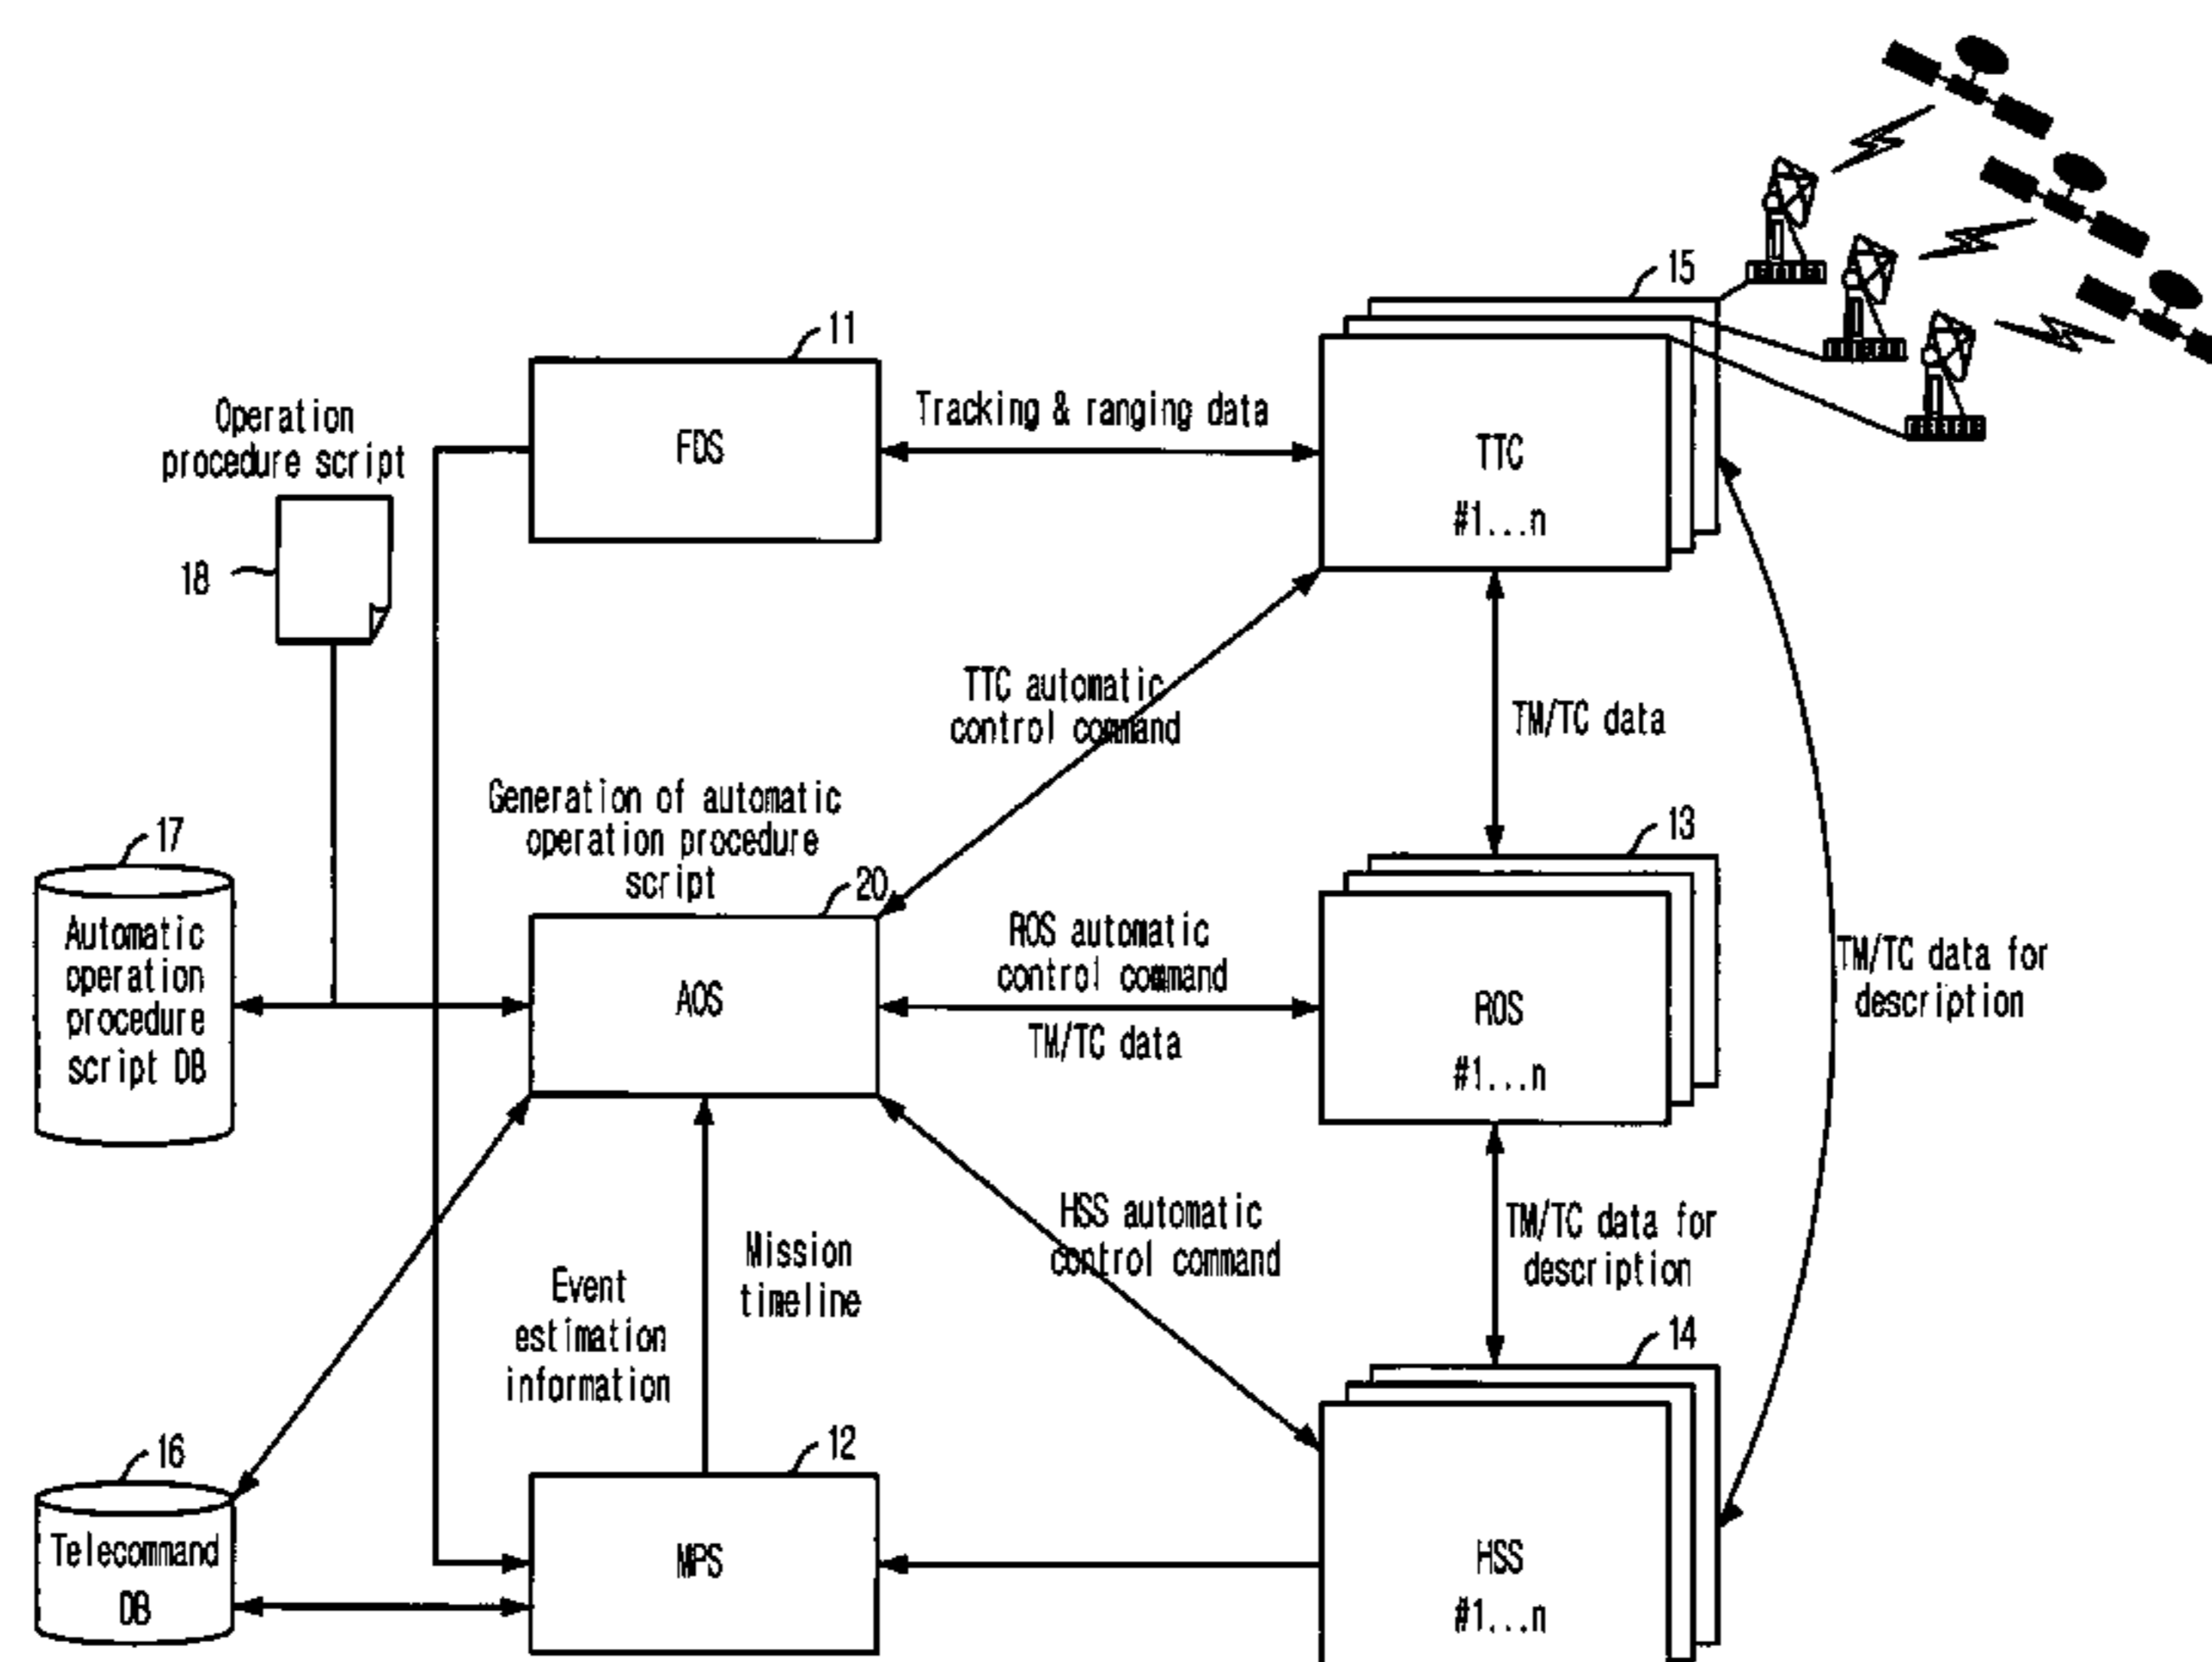 15
11
Operation
procedure script
FDS
Tracking & ranging data
TTC
#1...n
18
TTC automatic
control command
TM/TC data
Generation of automatic
operation procedure
script
17
20
13
Automatic
operation
procedure
script DB
AOS
ROS automatic
control command
TM/TC data
ROS
#1...n
TM/TC data for
description
HSS automatic
control command
TM/TC data for
description
Mission
timeline
Event
estimation
information
14
16
12
Telecommand
DB
MPS
HSS
#1...n